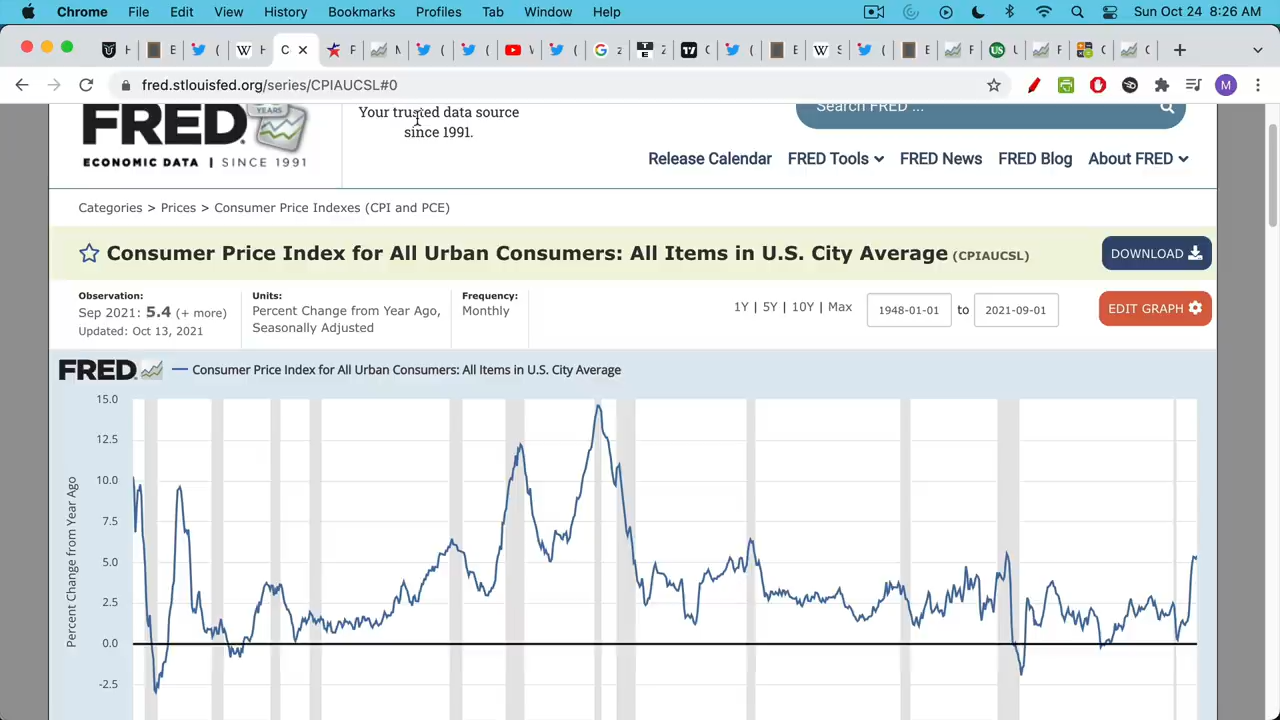 Chrome File Edit View History Bookmarks Profiles Tab Window Help Sun Oct 24 8:26 AM
fred.stlouisfed.org/series/CPIAUCSL#0
M
FRED
YEARS
ECONOMIC DATA | SINCE 1991
Your trusted data source
since 1991.
Search FRED ...
Release Calendar FRED Tools FRED News FRED Blog About FRED
Categories > Prices > Consumer Price Indexes (CPI and PCE)
Consumer Price Index for All Urban Consumers: All Items in U.S. City Average (CPIAUCSL)
DOWNLOAD
Observation:
Sep 2021: 5.4 (+ more)
Updated: Oct 13, 2021
Units:
Percent Change from Year Ago,
Seasonally Adjusted
Frequency:
Monthly
1Y | 5Y | 10Y | Max
1948-01-01 to 2021-09-01
EDIT GRAPH
FRED
Consumer Price Index for All Urban Consumers: All Items in U.S. City Average
Percent Change from Year Ago
15.0
12.5
10.0
7.5
5.0
2.5
0.0
-2.5